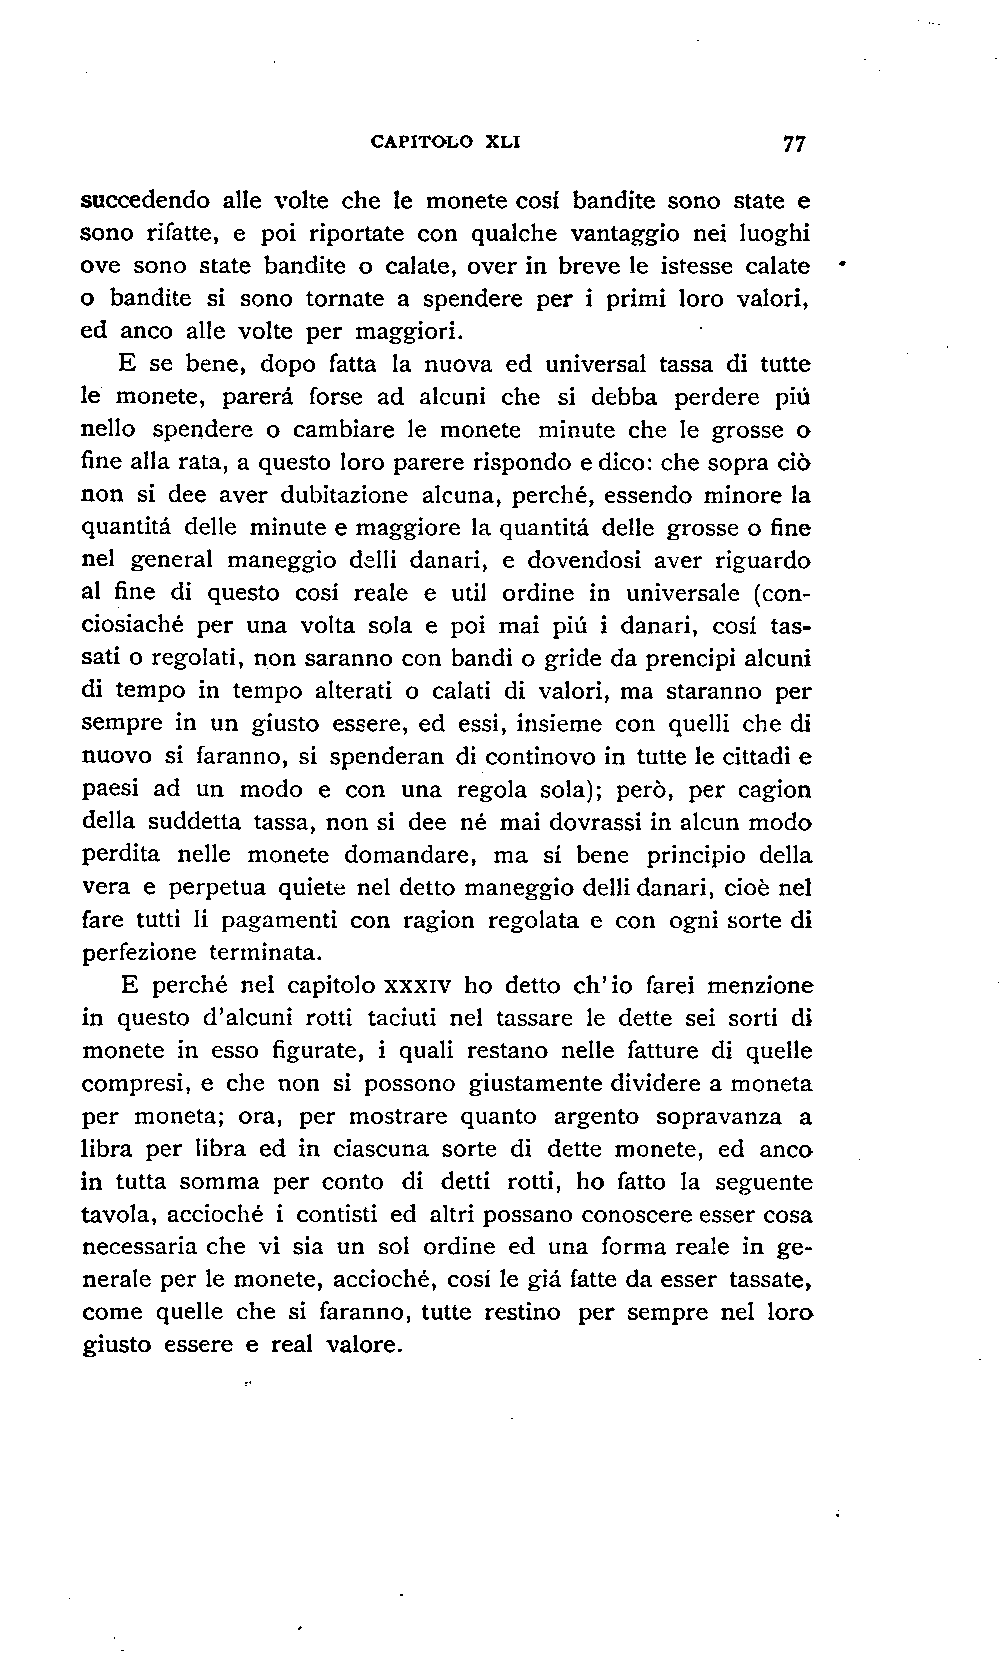 CAPITOLO XLI 77
succedendo alle volte che le monete cosí bandite sono state e
sono rifatte, e poi riportate con qualche vantaggio nei luoghi
ove sono state bandite o calate, over in breve le istesse calate
o bandite si sono tornate a spendere per i primi loro valori,
ed anco alle volte per maggiori.
E se bene, dopo fatta la nuova ed universal tassa di tutte
le monete, parerá forse ad alcuni che si debba perdere piú
nello spendere o cambiare le monete minute che le grosse o
fine alla rata, a questo loro parere rispondo e dico: che sopra ciò
non si dee aver dubitazione alcuna, perché, essendo minore la
quantitá delle minute e maggiore la quantitá delle grosse o fine
nel general maneggio delli danari, e dovendosi aver riguardo
al fine di questo cosí reale e util ordine in universale (con-
ciosiaché per una volta sola e poi mai piú i danari, cosí tas-
sati o regolati, non saranno con bandi o gride da prencipi alcuni
di tempo in tempo alterati o calati di valori, ma staranno per
sempre in un giusto essere, ed essi, insieme con quelli che di
nuovo si faranno, si spenderan di continovo in tutte le cittadi e
paesi ad un modo e con una regola sola); però, per cagion
della suddetta tassa, non si dee né mai dovrassi in alcun modo
perdita nelle monete domandare, ma sí bene principio della
vera e perpetua quiete nel detto maneggio delli danari, cioè nel
fare tutti li pagamenti con ragion regolata e con ogni sorte di
perfezione terminata.
E perché nel capitolo XXXIV ho detto ch'io farei menzione
in questo d'alcuni rotti taciuti nel tassare le dette sei sorti di
monete in esso figurate, i quali restano nelle fatture di quelle
compresi, e che non si possono giustamente dividere a moneta
per moneta; ora, per mostrare quanto argento sopravanza a
libra per libra ed in ciascuna sorte di dette monete, ed anco
in tutta somma per conto di detti rotti, ho fatto la seguente
tavola, accioché i contisti ed altri possano conoscere esser cosa
necessaria che vi sia un sol ordine ed una forma reale in ge-
nerale per le monete, accioché, cosí le giá fatte da esser tassate,
come quelle che si faranno, tutte restino per sempre nel loro
giusto essere e real valore.